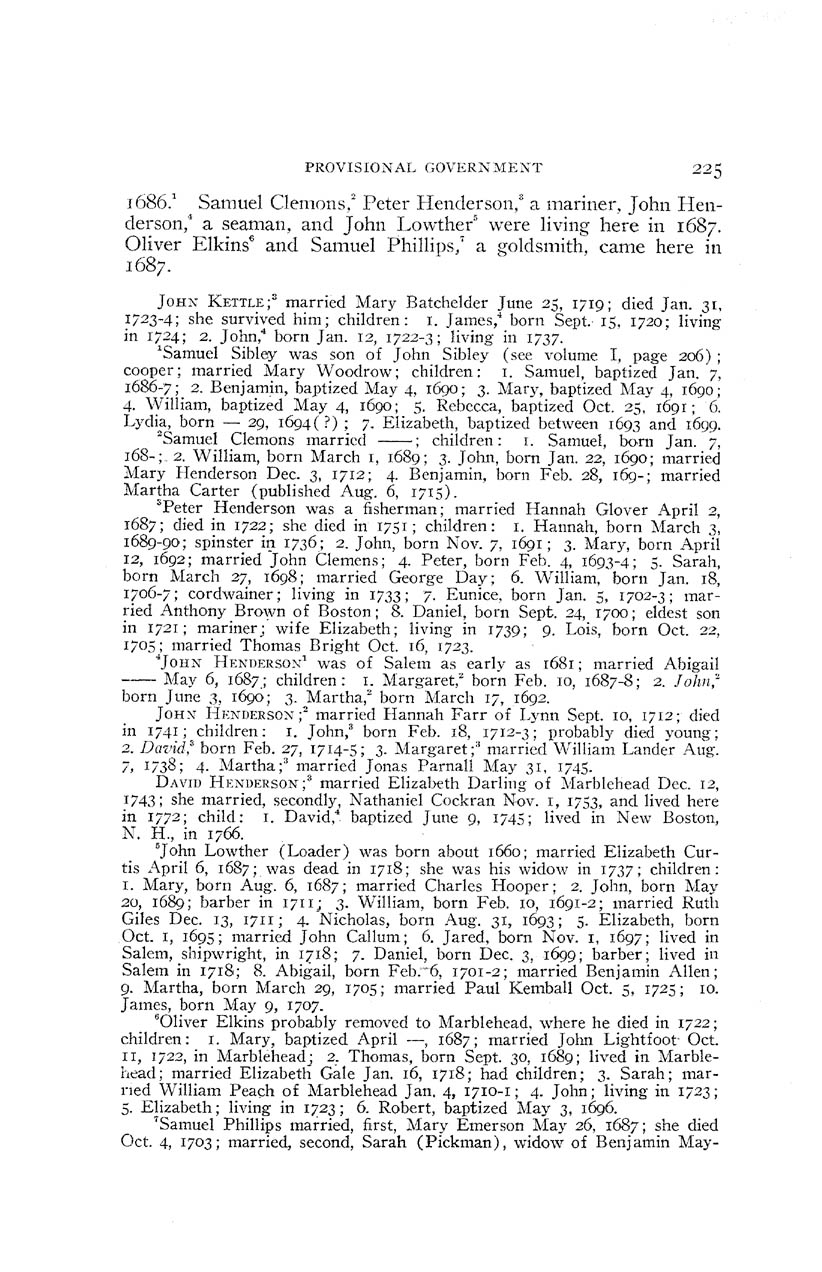 PROVISIONAL GOVERNMENT 225
1686.¹ Samuel Clemons,² Peter Henderson,³ a mariner, John Hen-
derson,⁴ a seaman, and John Lowther⁵ were living here in 1687.
Oliver Elkins⁶ and Samuel Phillips,⁷ a goldsmith, came here in
1687.
JOHN KETTLE;³ married Mary Batchelder June 25, 1719; died Jan. 31,
1723-4; she survived him; children: 1. James,⁴ born Sept. 15, 1720; living
in 1724; 2. John,⁴ born Jan. 12, 1722-3; living in 1737.
¹Samuel Sibley was son of John Sibley (see volume I, page 206);
cooper; married Mary Woodrow; children: 1. Samuel, baptized Jan. 7,
1686-7; 2. Benjamin, baptized May 4, 1690; 3. Mary, baptized May 4, 1690;
4. William, baptized May 4, 1690; 5. Rebecca, baptized Oct. 25, 1691; 6.
Lydia, born — 29, 1694(?); 7. Elizabeth, baptized between 1693 and 1699.
²Samuel Clemons married ——; children: 1. Samuel, born Jan. 7,
168-; 2. William, born March 1, 1689; 3. John, born Jan. 22, 1690; married
Mary Henderson Dec. 3, 1712; 4. Benjamin, born Feb. 28, 169-; married
Martha Carter (published Aug. 6, 1715).
³Peter Henderson was a fisherman; married Hannah Glover April 2,
1687; died in 1722; she died in 1751; children: 1. Hannah, born March 3,
1689-90; spinster in 1736; 2. John, born Nov. 7, 1691; 3. Mary, born April
12, 1692; married John Clemens; 4. Peter, born Feb. 4, 1693-4; 5. Sarah,
born March 27, 1698; married George Day; 6. William, born Jan. 18,
1706-7; cordwainer; living in 1733; 7. Eunice, born Jan. 5, 1702-3; mar-
ried Anthony Brown of Boston; 8. Daniel, born Sept. 24, 1700; eldest son
in 1721; mariner; wife Elizabeth; living in 1739; 9. Lois, born Oct. 22,
1705; married Thomas Bright Oct. 16, 1723.
⁴JOHN HENDERSON¹ was of Salem as early as 1681; married Abigail
—— May 6, 1687; children: 1. Margaret,² born Feb. 10, 1687-8; 2. John,²
born June 3, 1690; 3. Martha,² born March 17, 1692.
JOHN HENDERSON;² married Hannah Farr of Lynn Sept. 10, 1712; died
in 1741; children: 1. John,³ born Feb. 18, 1712-3; probably died young;
2. David,³ born Feb. 27, 1714-5; 3. Margaret;³ married William Lander Aug.
7, 1738; 4. Martha;³ married Jonas Parnall May 31, 1745.
DAVID HENDERSON;³ married Elizabeth Darling of Marblehead Dec. 12,
1743; she married, secondly, Nathaniel Cockran Nov. 1, 1753, and lived here
in 1772; child: 1. David,⁴ baptized June 9, 1745; lived in New Boston,
N. H., in 1766.
⁵John Lowther (Loader) was born about 1660; married Elizabeth Cur-
tis April 6, 1687; was dead in 1718; she was his widow in 1737; children:
1. Mary, born Aug. 6, 1687; married Charles Hooper; 2. John, born May
20, 1689; barber in 1711; 3. William, born Feb. 10, 1691-2; married Ruth
Giles Dec. 13, 1711; 4. Nicholas, born Aug. 31, 1693; 5. Elizabeth, born
Oct. 1, 1695; married John Callum; 6. Jared, born Nov. 1, 1697; lived in
Salem, shipwright, in 1718; 7. Daniel, born Dec. 3, 1699; barber; lived in
Salem in 1718; 8. Abigail, born Feb. 6, 1701-2; married Benjamin Allen;
9. Martha, born March 29, 1705; married Paul Kemball Oct. 5, 1725; 10.
James, born May 9, 1707.
⁶Oliver Elkins probably removed to Marblehead, where he died in 1722;
children: 1. Mary, baptized April —, 1687; married John Lightfoot Oct.
11, 1722, in Marblehead; 2. Thomas, born Sept. 30, 1689; lived in Marble-
head; married Elizabeth Gale Jan. 16, 1718; had children; 3. Sarah; mar-
ried William Peach of Marblehead Jan. 4, 1710-1; 4. John; living in 1723;
5. Elizabeth; living in 1723; 6. Robert, baptized May 3, 1696.
⁷Samuel Phillips married, first, Mary Emerson May 26, 1687; she died
Oct. 4, 1703; married, second, Sarah (Pickman), widow of Benjamin May-